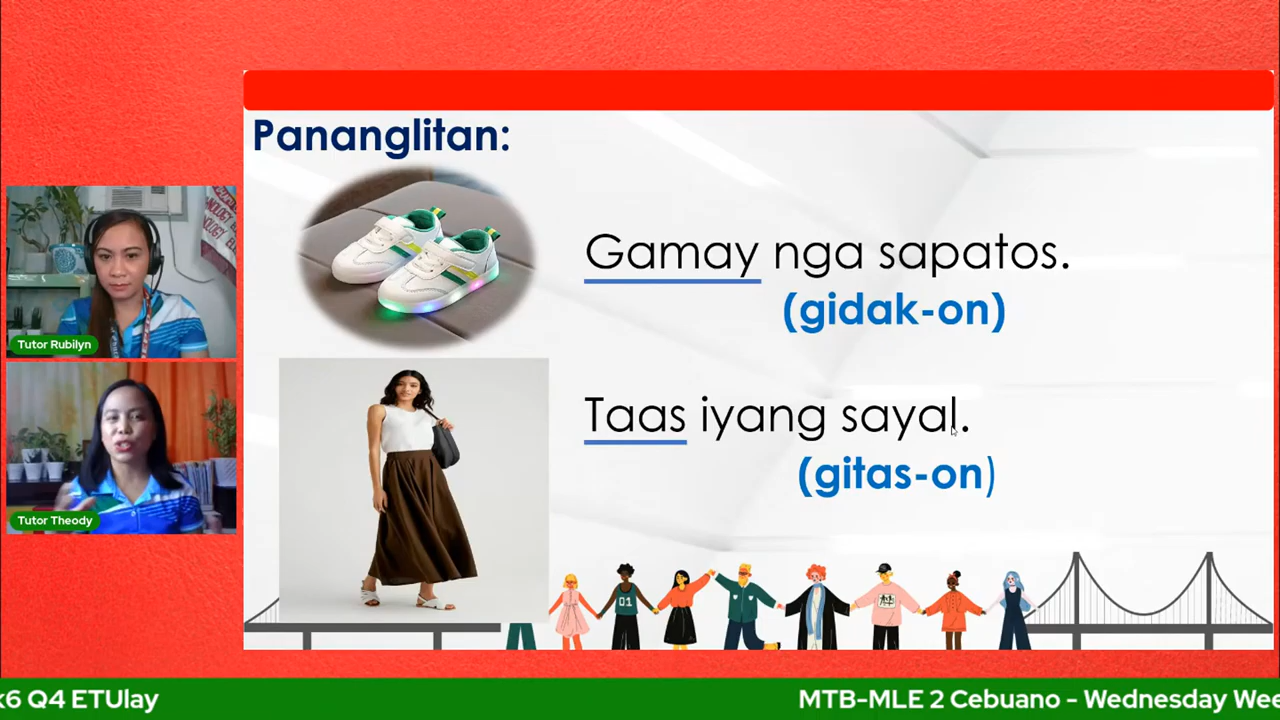 Pananglitan:
Gamay nga sapatos.
(gidak-on)
Taas iyang sayal.
(gitas-on)
Tutor Rubilyn
Tutor Theody
01
k6 Q4 ETUlay
MTB-MLE 2 Cebuano - Wednesday Wee